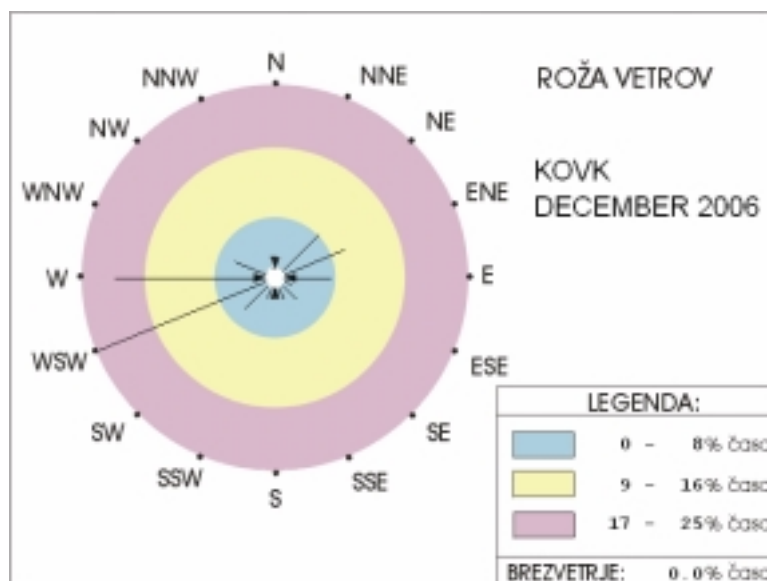 ROŽA VETROV
KOVK
DECEMBER 2006
N
NNE
NE
ENE
E
ESE
SE
SSE
S
SSW
SW
WSW
W
WNW
NW
NNW
LEGENDA:
0 - 8% časa
9 - 16% časa
17 - 25% časa
BREZVETRJE: 0.0% časa